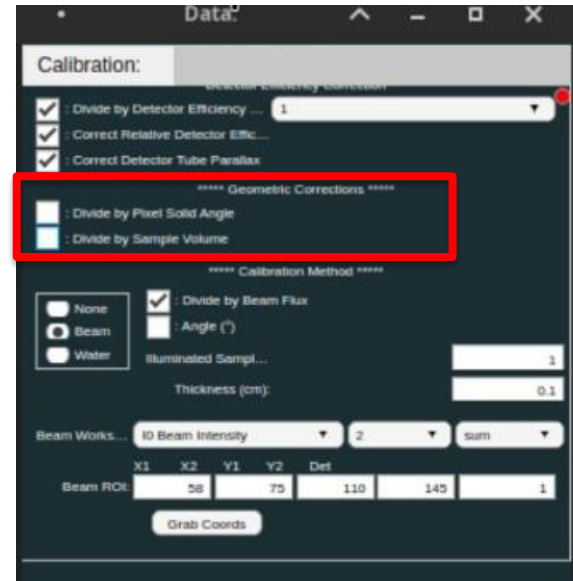 Data:
Calibration:
Detector Efficiency Correction
: Divide by Detector Efficiency ... 1
: Correct Relative Detector Effic...
: Correct Detector Tube Parallax
***** Geometric Corrections *****
: Divide by Pixel Solid Angle
: Divide by Sample Volume
***** Calibration Method *****
None
Beam
Water
: Divide by Beam Flux
: Angle (°)
Illuminated Sampl... 1
Thickness (cm): 0.1
Beam Works... I0 Beam Intensity 2 sum
X1 X2 Y1 Y2 Det
Beam ROI: 58 75 110 145 1
Grab Coords